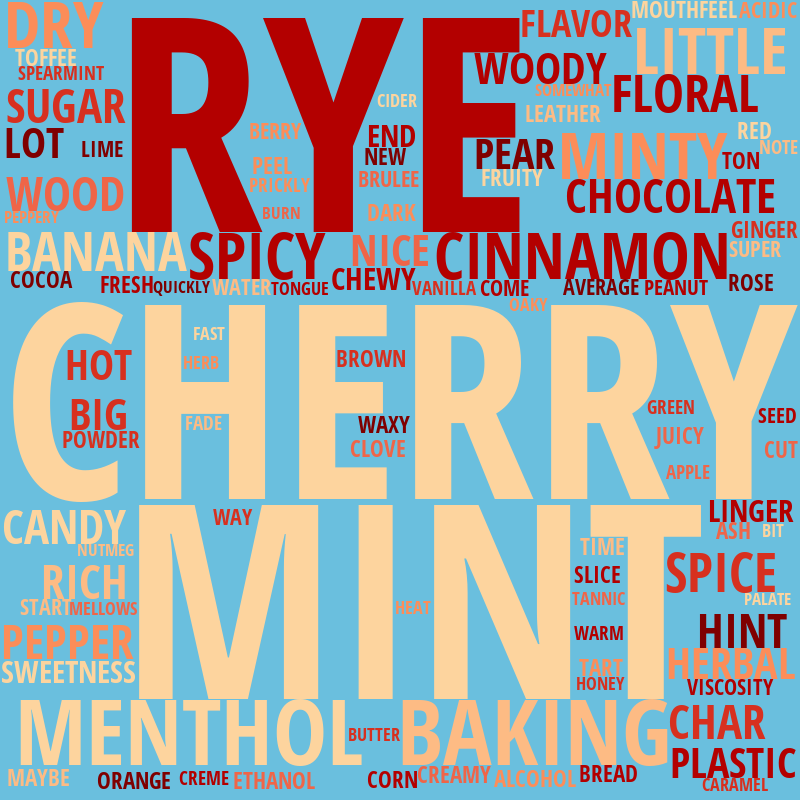 RYE
DRY
FLAVOR
MOUTHFEEL
ACIDIC
TOFFEE
SPEARMINT
WOODY
LITTLE
SUGAR
CIDER
SOMEWHAT
FLORAL
LEATHER
LOT
LIME
BERRY
END
NEW
PEAR
MINTY
RED
NOTE
TON
PEEL
PRICKLY
BRULEE
FRUITY
WOOD
PEPPERY
BURN
DARK
CHOCOLATE
BANANA
SPICY
NICE
CINNAMON
GINGER
SUPER
COCOA
FRESH
QUICKLY
WATER
TONGUE
CHEWY
VANILLA
COME
OAKY
AVERAGE
PEANUT
ROSE
CHERRY
FAST
HERB
HOT
BROWN
BIG
POWDER
FADE
WAXY
CLOVE
GREEN
JUICY
APPLE
SEED
CUT
CANDY
NUTMEG
WAY
MINT
LINGER
ASH
BIT
TIME
SLICE
TANNIC
SPICE
RICH
START
MELLOWS
HEAT
PALATE
WARM
HINT
PEPPER
SWEETNESS
TART
HONEY
HERBAL
VISCOSITY
MENTHOL
BUTTER
BAKING
CHAR
PLASTIC
CARAMEL
MAYBE
ORANGE
CREME
ETHANOL
CORN
CREAMY
ALCOHOL
BREAD